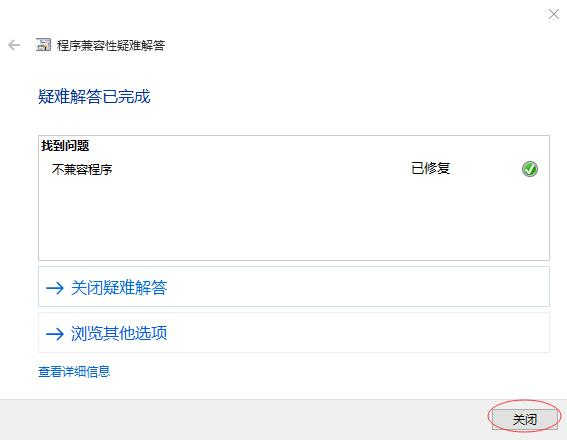 程序兼容性疑难解答
疑难解答已完成
找到问题
不兼容程序 已修复
关闭疑难解答
浏览其他选项
查看详细信息
关闭